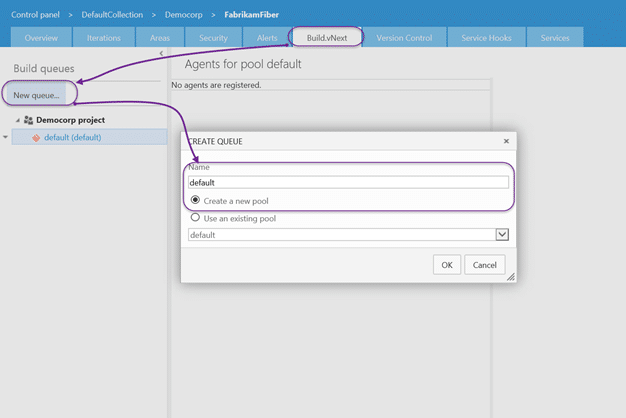 Control panel > DefaultCollection > Democorp > FabrikamFiber
Overview Iterations Areas Security Alerts Build.vNext Version Control Service Hooks Services
Build queues
Agents for pool default
New queue...
No agents are registered.
Democorp project
default (default)
CREATE QUEUE
Name
default
Create a new pool
Use an existing pool
default
OK Cancel